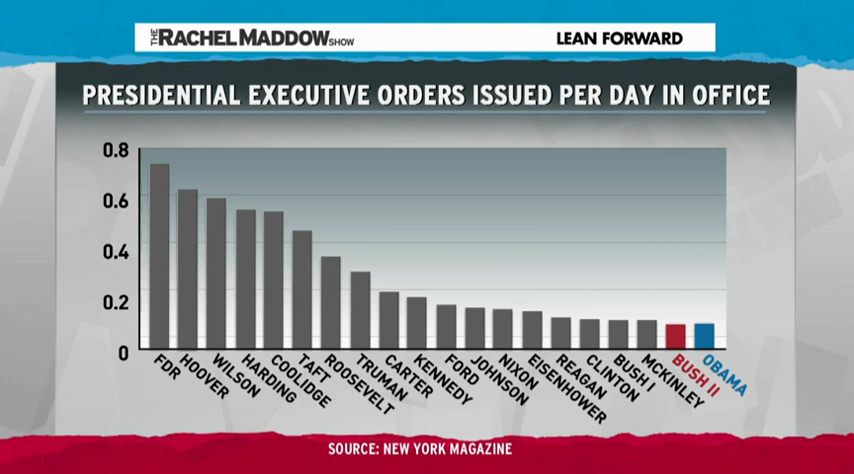 THE RACHEL MADDOW SHOW
LEAN FORWARD
PRESIDENTIAL EXECUTIVE ORDERS ISSUED PER DAY IN OFFICE
0.8
0.6
0.4
0.2
0
FDR
HOOVER
WILSON
HARDING
COOLIDGE
TAFT
ROOSEVELT
TRUMAN
CARTER
KENNEDY
FORD
JOHNSON
NIXON
EISENHOWER
REAGAN
CLINTON
BUSH I
MCKINLEY
BUSH II
OBAMA
SOURCE: NEW YORK MAGAZINE